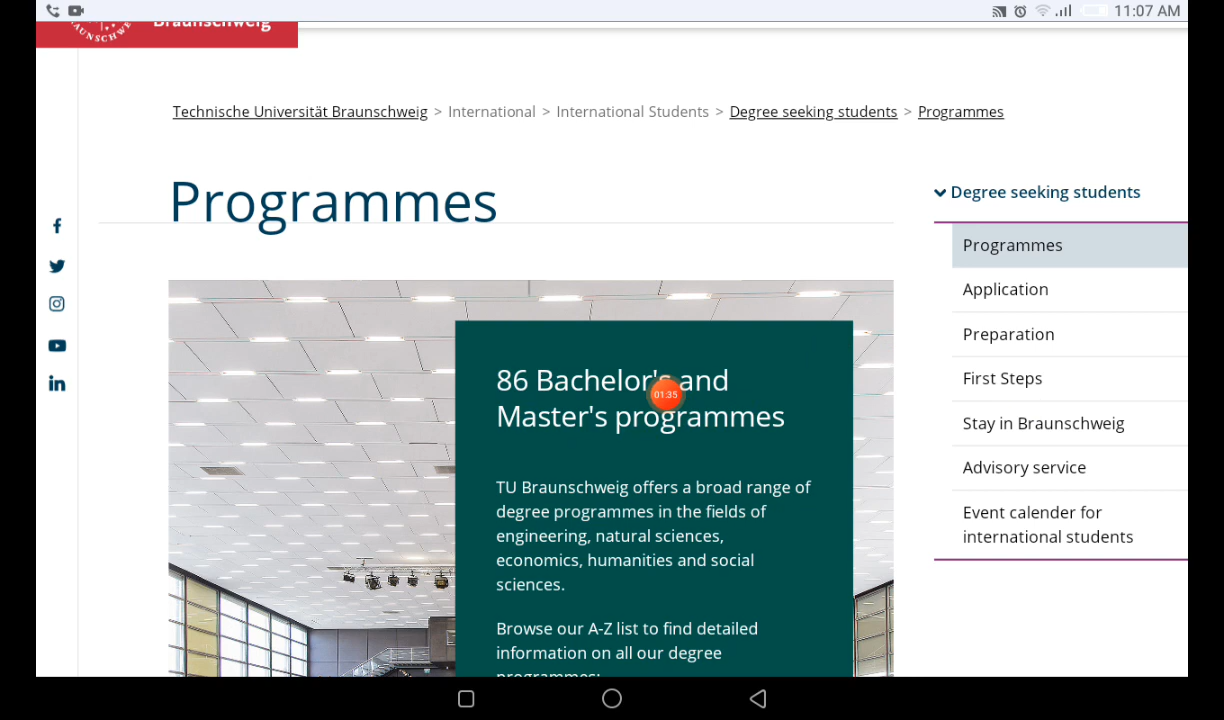 11:07 AM
Braunschweig
Technische Universität Braunschweig > International > International Students > Degree seeking students > Programmes
Programmes
Degree seeking students
Programmes
Application
Preparation
First Steps
Stay in Braunschweig
Advisory service
Event calender for
international students
86 Bachelor's and
Master's programmes
01:35
TU Braunschweig offers a broad range of
degree programmes in the fields of
engineering, natural sciences,
economics, humanities and social
sciences.
Browse our A-Z list to find detailed
information on all our degree
programmes: